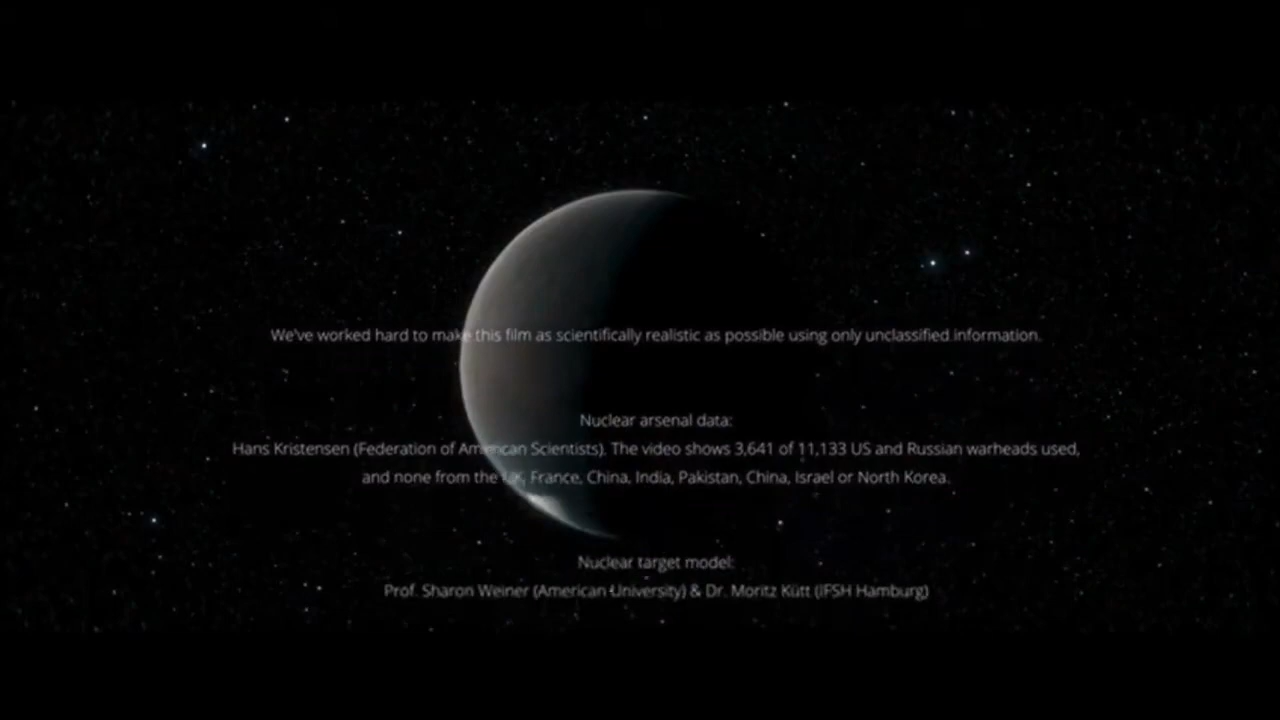 We've worked hard to make this film as scientifically realistic as possible using only unclassified information.
Nuclear arsenal data:
Hans Kristensen (Federation of American Scientists). The video shows 3,641 of 11,133 US and Russian warheads used,
and none from the UK, France, China, India, Pakistan, China, Israel or North Korea.
Nuclear target model:
Prof. Sharon Weiner (American University) & Dr. Moritz Kütt (IFSH Hamburg)